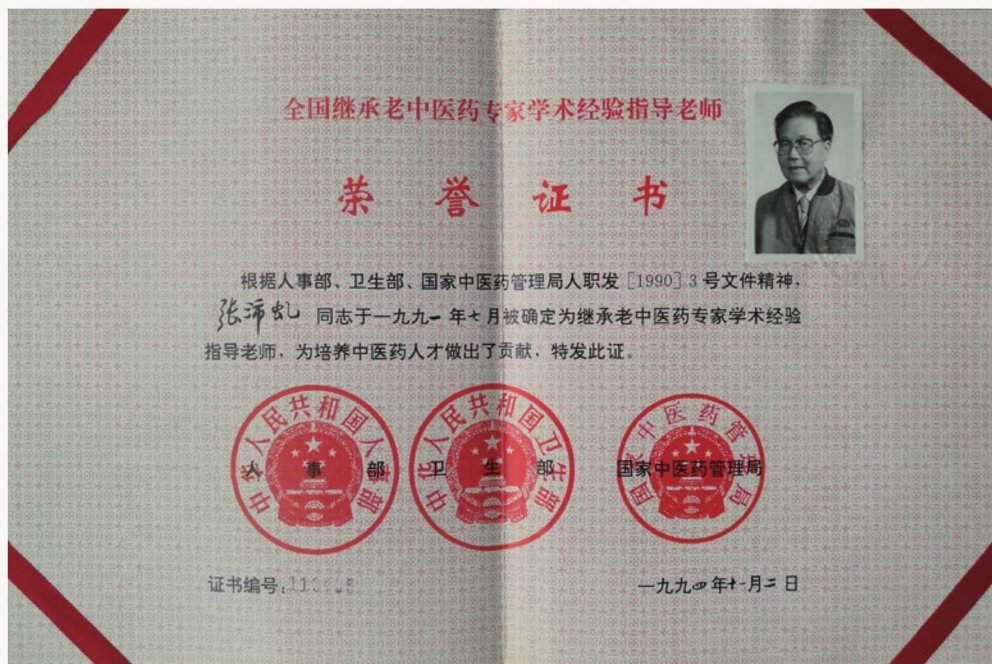 全国继承老中医药专家学术经验指导老师
荣誉证书
根据人事部、卫生部、国家中医药管理局人职发[1990]3号文件精神,
张沛虬 同志于一九九一年七月被确定为继承老中医药专家学术经验
指导老师,为培养中医药人才做出了贡献,特发此证。
中华人民共和国人事部
人事部
中华人民共和国卫生部
卫生部
国家中医药管理局
国家中医药管理局
证书编号:
一九九四年十一月二日